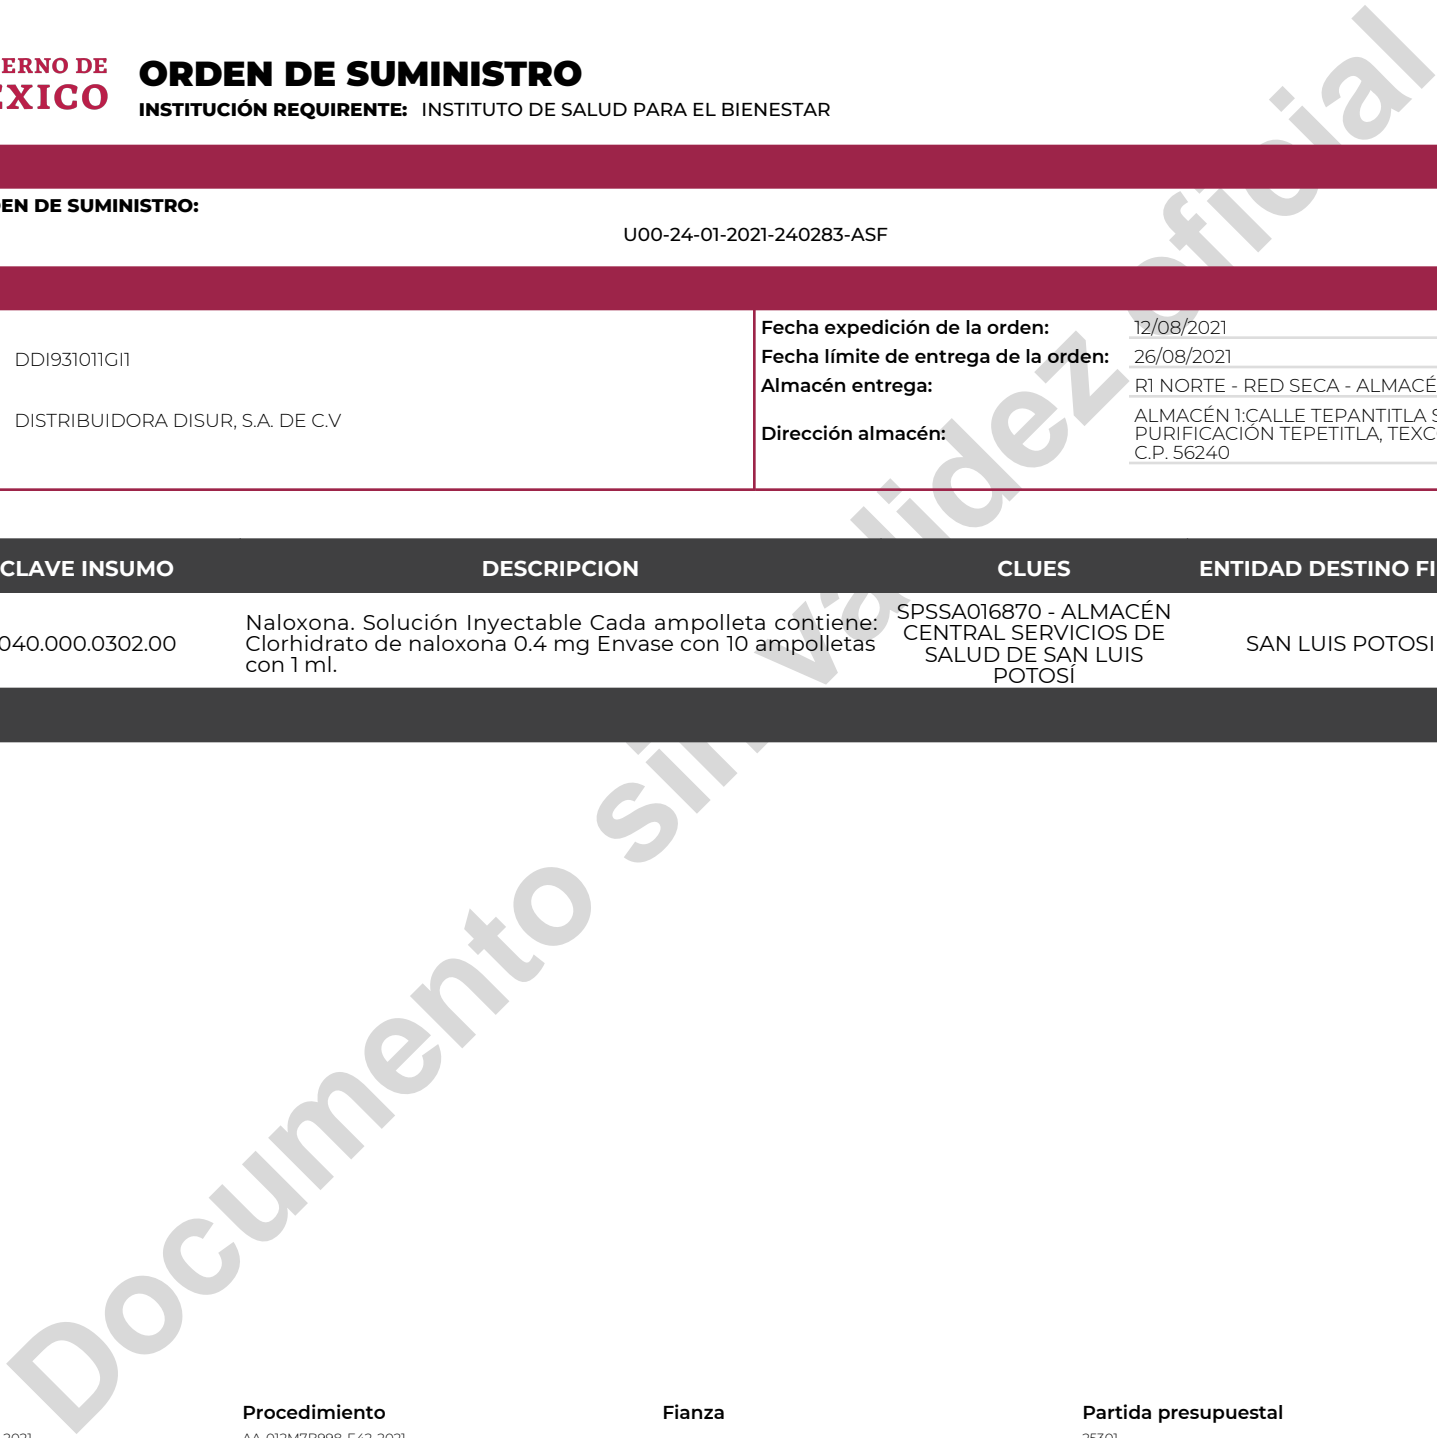 ERNO DE
ORDEN DE SUMINISTRO
INSTITUCIÓN REQUIRENTE: INSTITUTO DE SALUD PARA EL BIENESTAR
EXICO
EN DE SUMINISTRO:
U00-24-01-2021-240283-ASF
DDI931011GI1
DISTRIBUIDORA DISUR, S.A. DE C.V
Fecha expedición de la orden: 12/08/2021
Fecha límite de entrega de la orden: 26/08/2021
Almacén entrega: R1 NORTE - RED SECA - ALMACÉ
Dirección almacén:
ALMACÉN 1:CALLE TEPANTITLA S
PURIFICACIÓN TEPETITLA, TEXC
C.P. 56240
CLAVE INSUMO DESCRIPCION CLUES ENTIDAD DESTINO FI
040.000.0302.00
Naloxona. Solución Inyectable Cada ampolleta contiene:
Clorhidrato de naloxona 0.4 mg Envase con 10 ampolletas
con 1 ml.
SPSSA016870 - ALMACÉN
CENTRAL SERVICIOS DE
SALUD DE SAN LUIS
POTOSÍ
SAN LUIS POTOSI
Documento sin validez oficial
Procedimiento Fianza Partida presupuestal